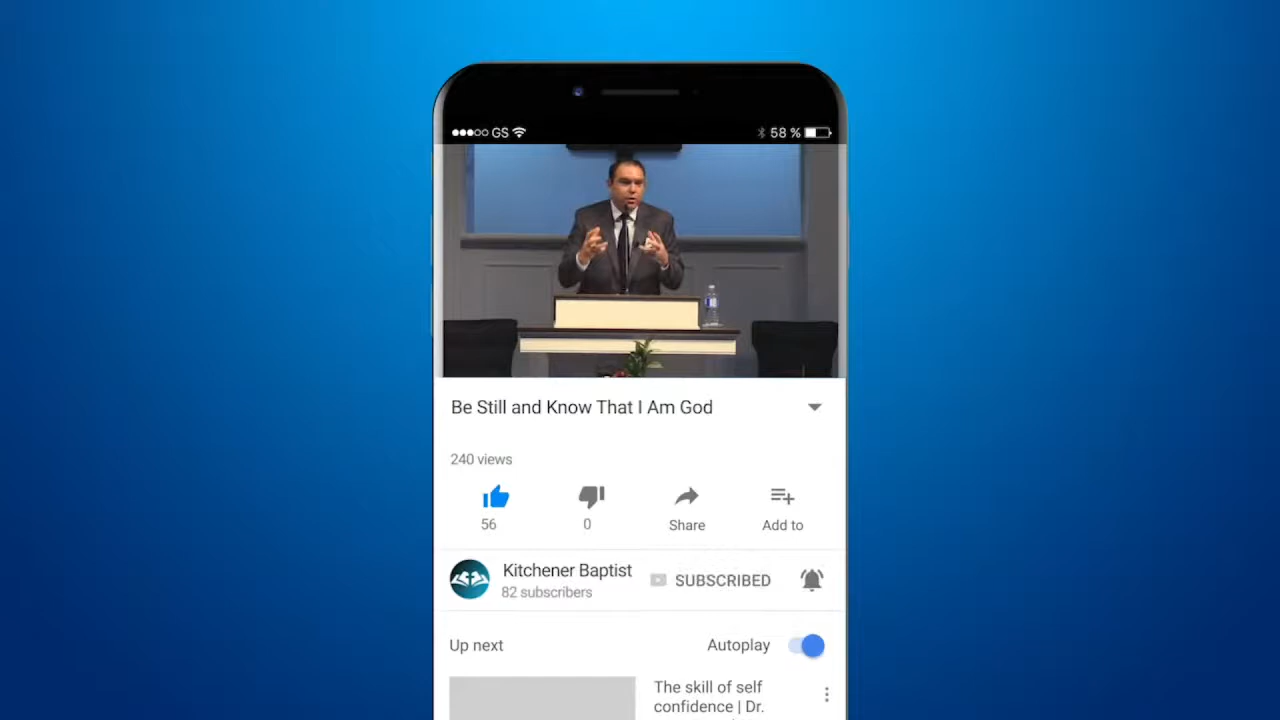 GS 58 %
Be Still and Know That I Am God
240 views
56 0 Share Add to
Kitchener Baptist SUBSCRIBED
82 subscribers
Up next Autoplay
The skill of self
confidence | Dr.